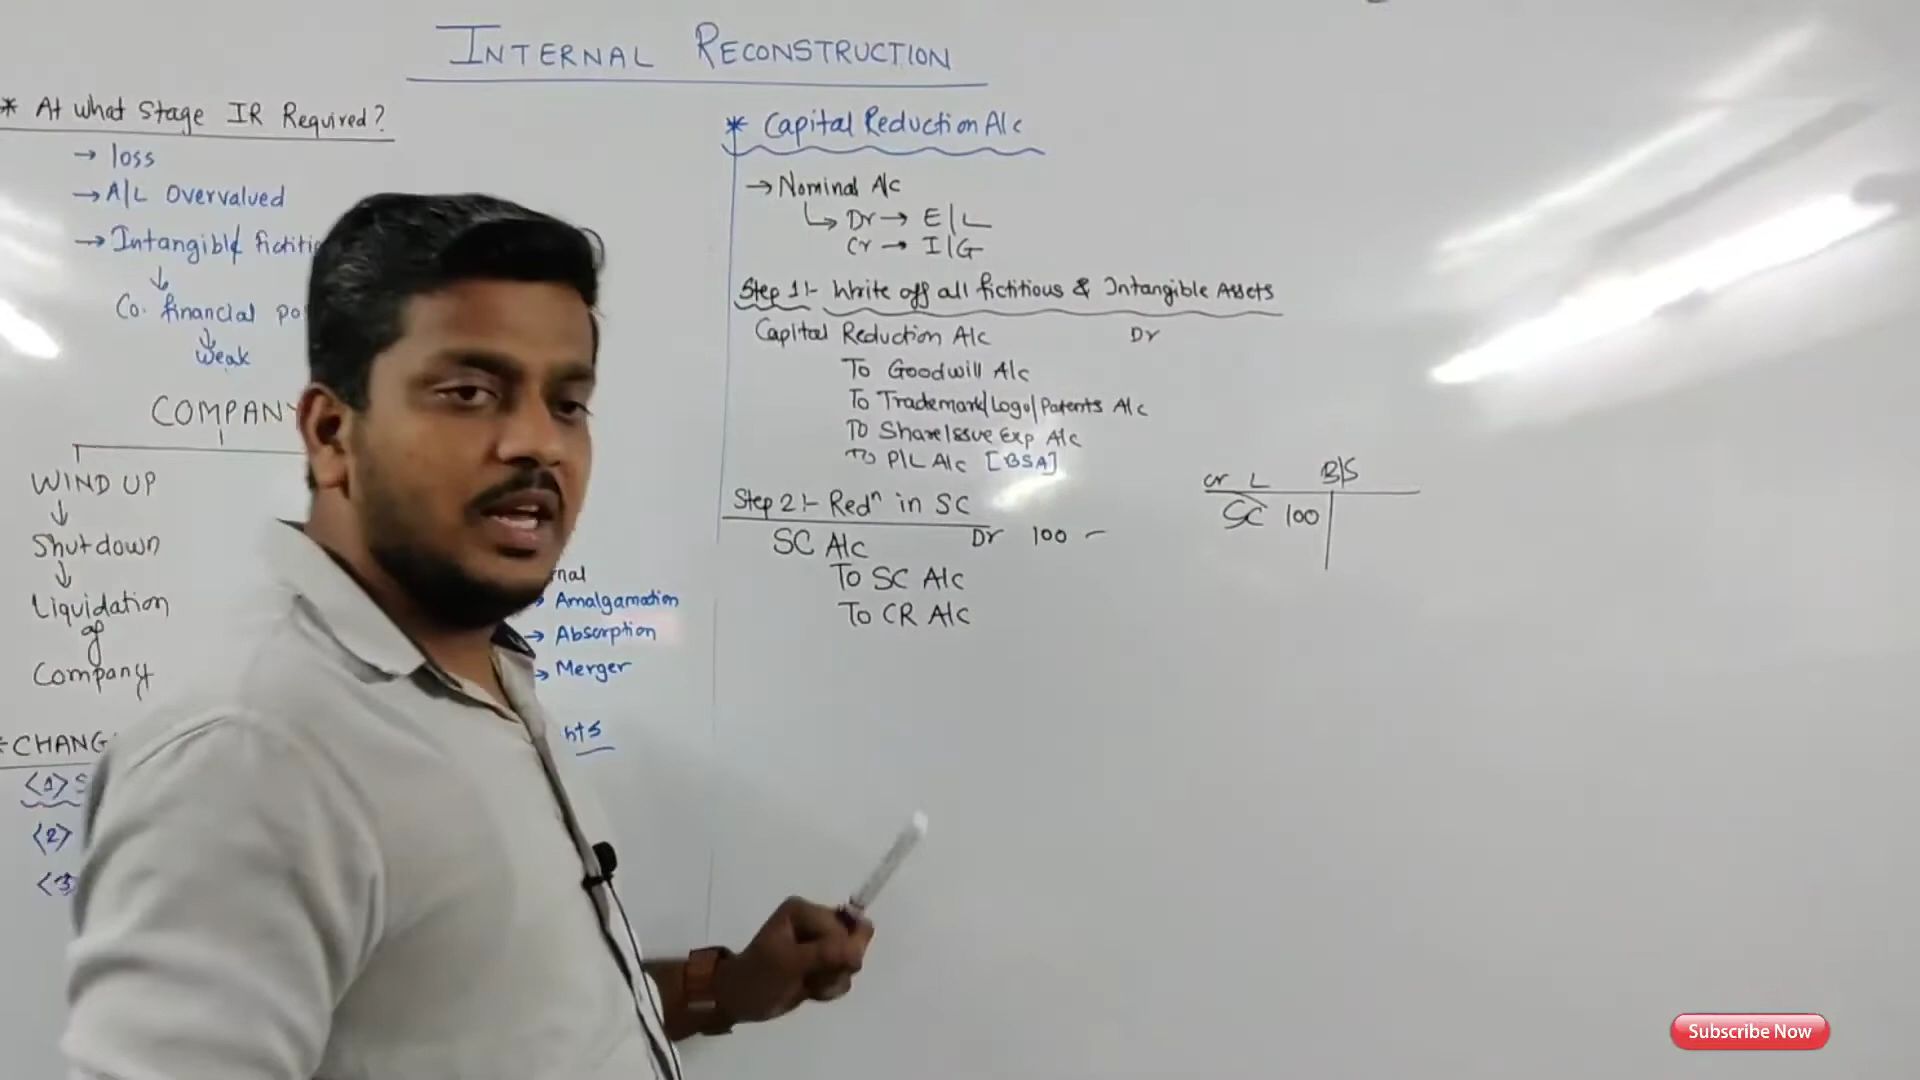 INTERNAL RECONSTRUCTION
* At what Stage IR Required?
→ loss
→ A/L Overvalued
→ Intangible
Co. financial
weak
COMPANY
WIND UP
Shutdown
Liquidation
of
Company
Amalgamation
Absorption
Merger
<1>
<2>
<3>
* Capital Reduction A/c
→ Nominal A/c
Dr → E/L
Cr → I/G
Step 1:- Write off all fictitious & Intangible Assets
Capital Reduction A/c Dr
To Goodwill A/c
To Trademark/Logo/Patents A/c
To Share Issue Exp A/c
To P/L A/c [BSA]
Step 2:- Redⁿ in SC
SC A/c Dr 100 –
To SC A/c
To CR A/c
Cr L B/S
SC 100
Subscribe Now